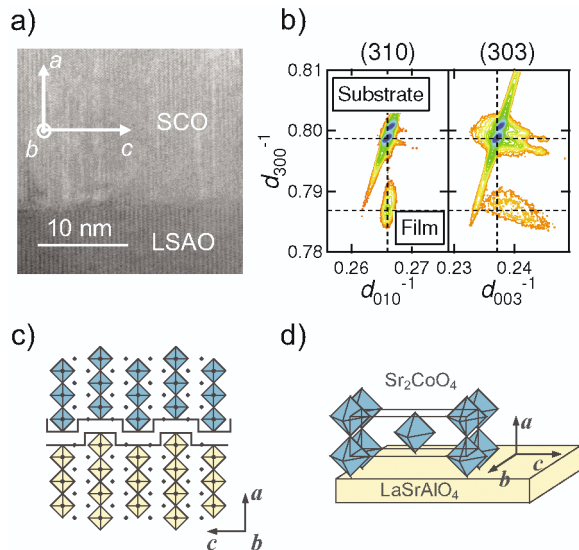 a)
a
SCO
b
c
10 nm
LSAO
b)
(310) (303)
Substrate
Film
d300⁻¹
0.81
0.80
0.79
0.78
0.26 0.27 0.23 0.24
d010⁻¹ d003⁻¹
c)
a
c b
d)
Sr2CoO4
a
b c
LaSrAlO4